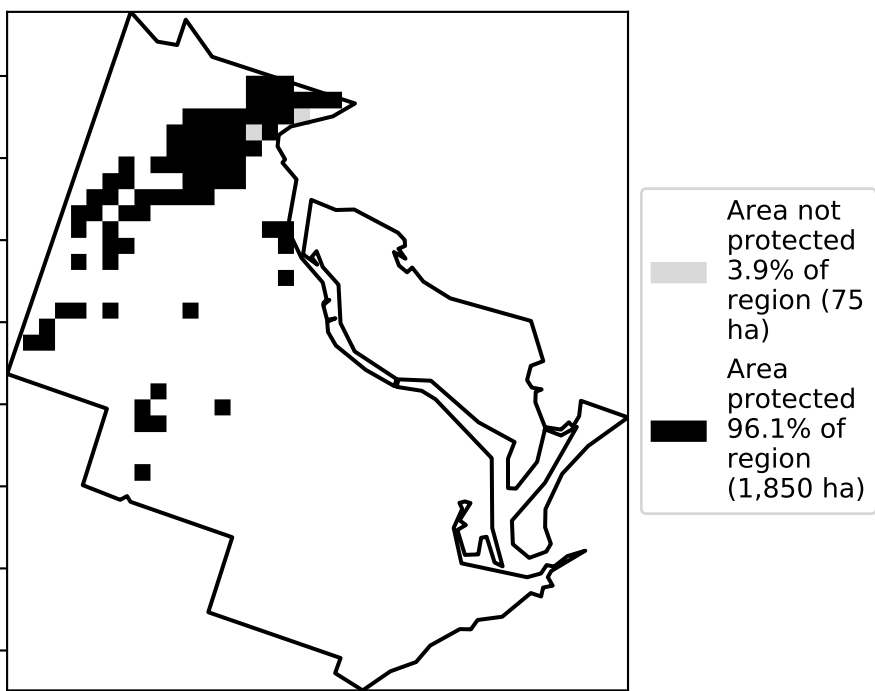 Area not
protected
3.9% of
region (75
ha)
Area
protected
96.1% of
region
(1,850 ha)